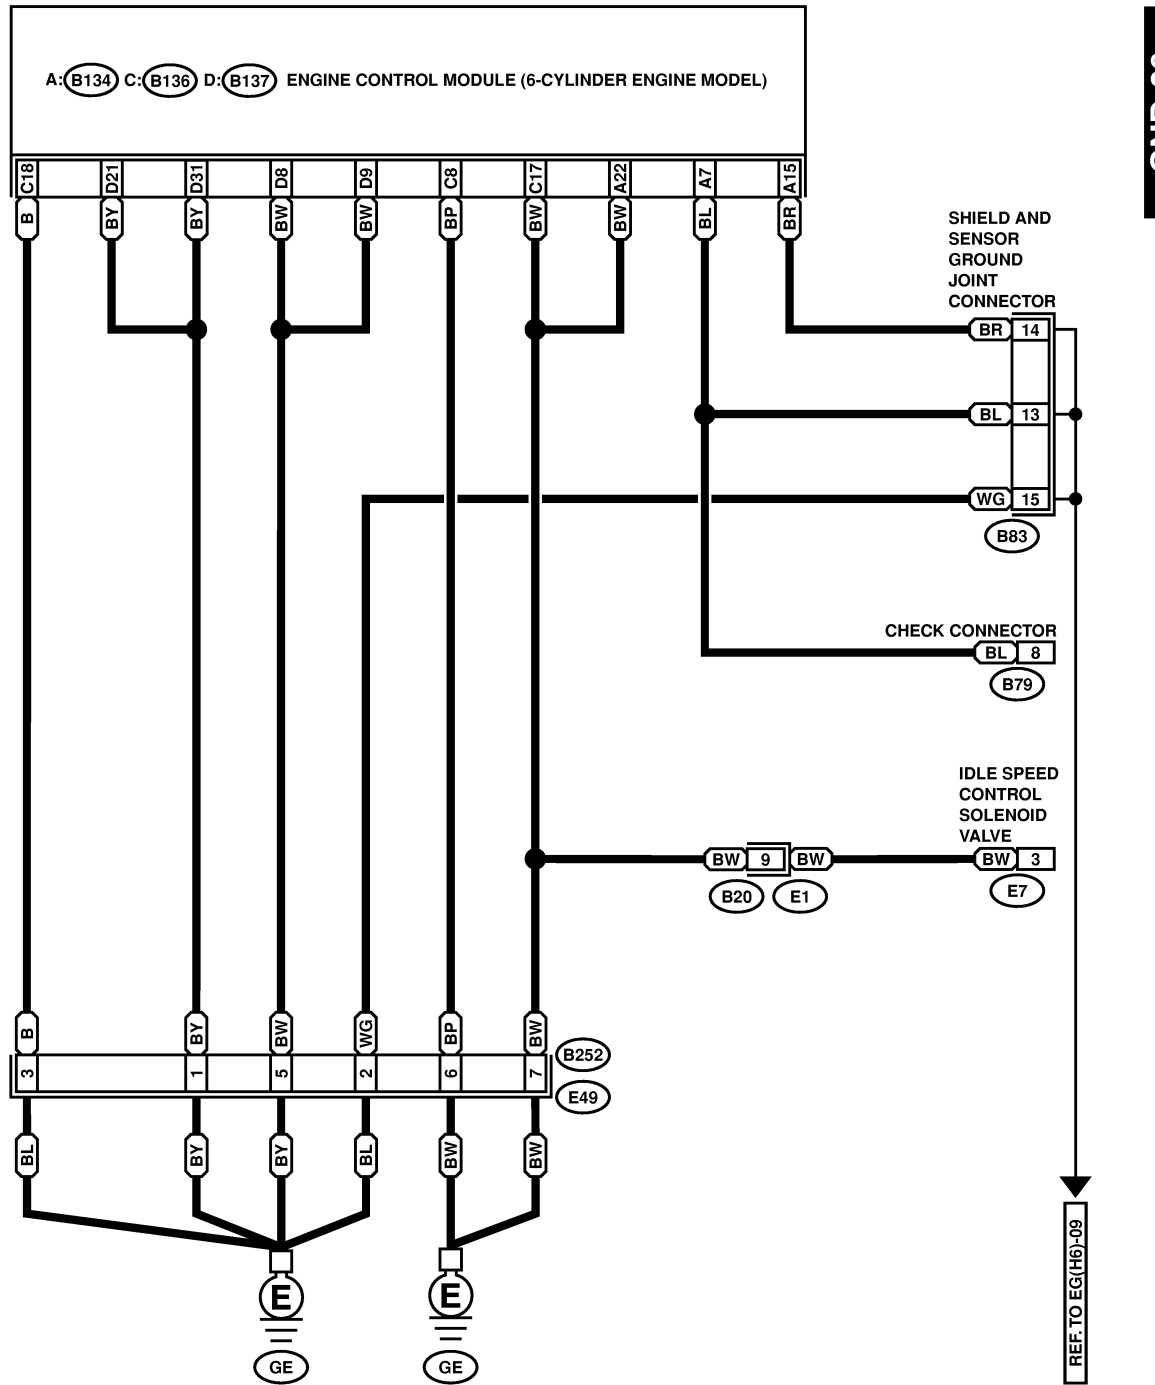 A: B134 C: B136 D: B137 ENGINE CONTROL MODULE (6-CYLINDER ENGINE MODEL)
C18 D21 D31 D8 D9 C8 C17 A22 A7 A15
B BY BY BW BW BP BW BW BL BR
SHIELD AND
SENSOR
GROUND
JOINT
CONNECTOR
BR 14
BL 13
WG 15
B83
CHECK CONNECTOR
BL 8
B79
IDLE SPEED
CONTROL
SOLENOID
VALVE
BW 9 BW
BW 3
B20 E1
E7
B BY BW WG BP BW
B252
3 1 5 2 6 7
E49
BL BY BY BL BW BW
E E
GE GE
REF. TO EG(H6)-09